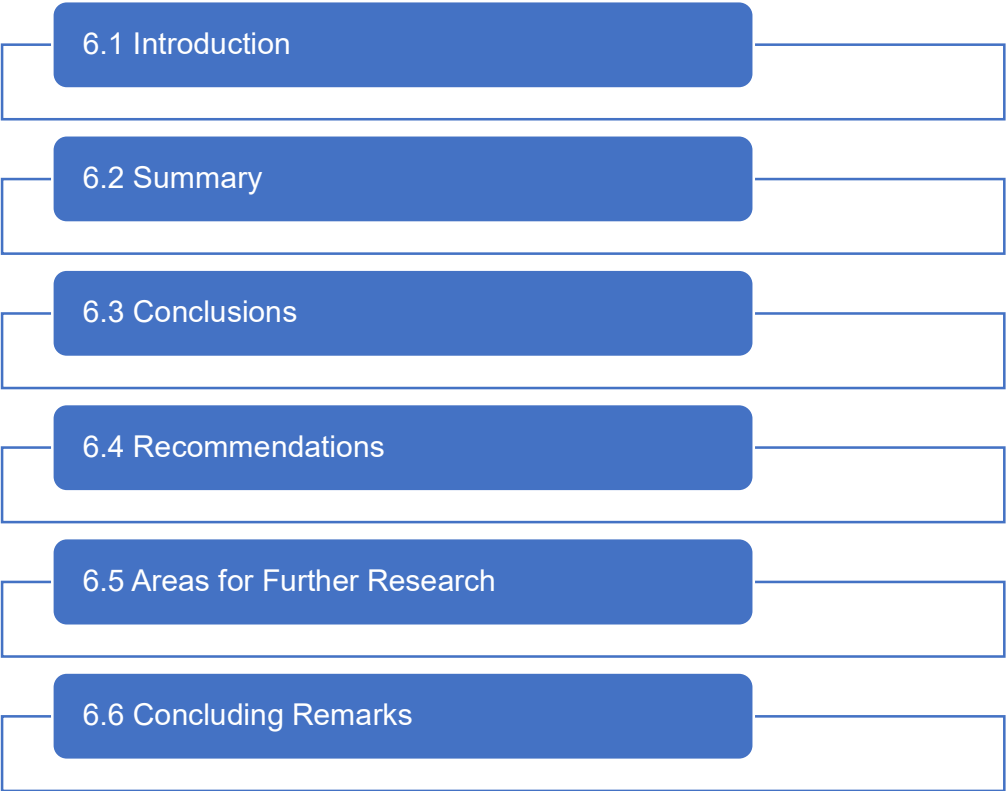 6.1 Introduction
6.2 Summary
6.3 Conclusions
6.4 Recommendations
6.5 Areas for Further Research
6.6 Concluding Remarks